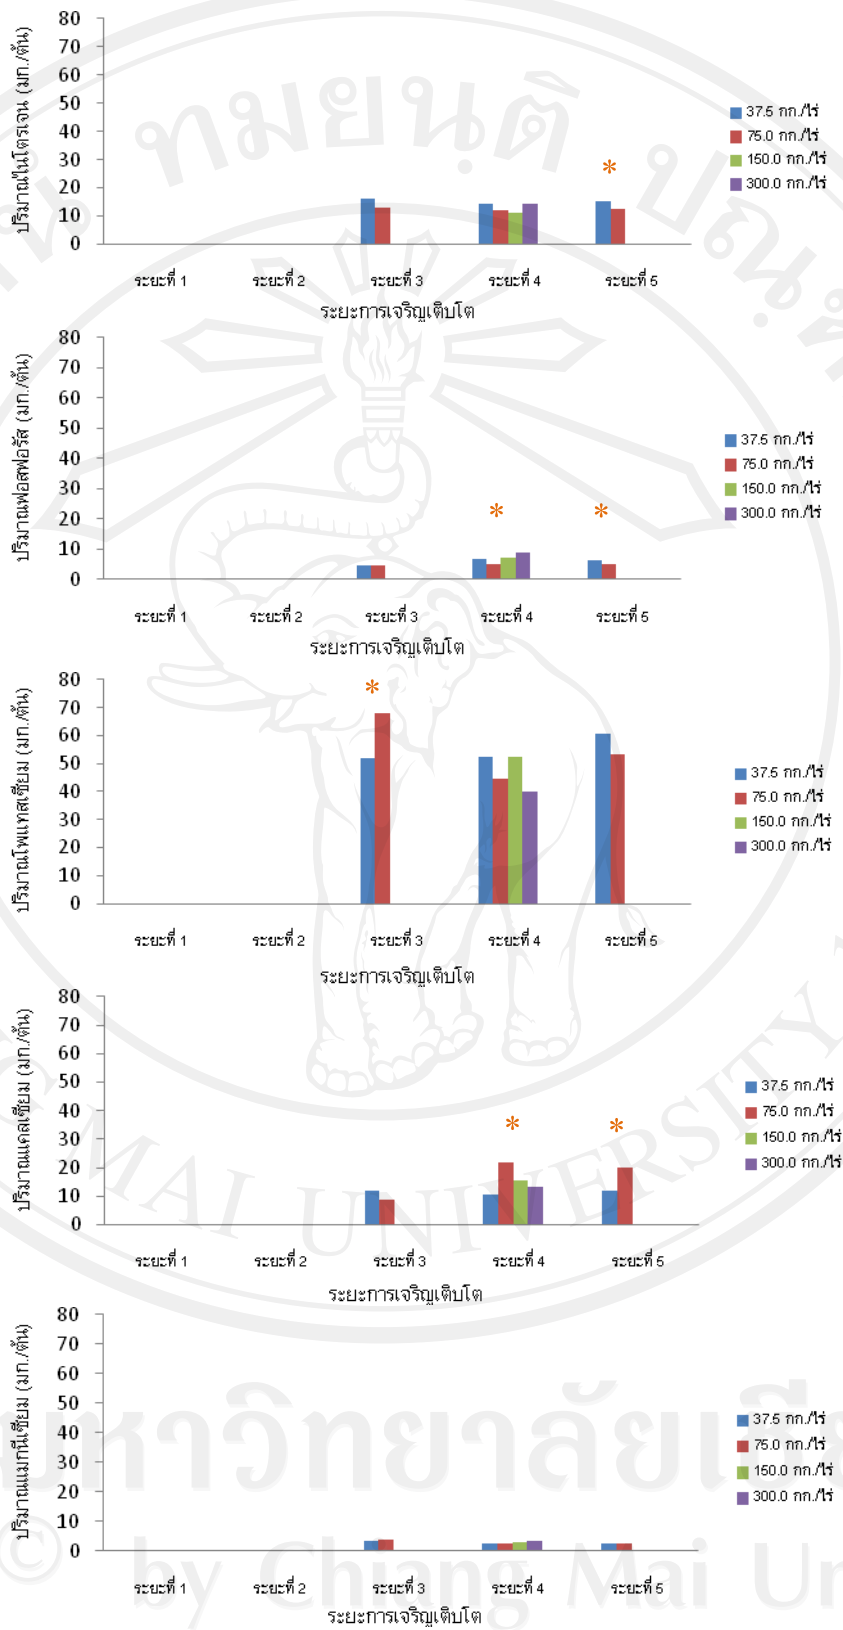 ปริมาณไนโตรเจน (มก./ต้น)
80
70
60
50
40
30
20
10
0
37.5 กก./ไร่
75.0 กก./ไร่
150.0 กก./ไร่
300.0 กก./ไร่
*
ระยะที่ 1 ระยะที่ 2 ระยะที่ 3 ระยะที่ 4 ระยะที่ 5
ระยะการเจริญเติบโต
ปริมาณฟอสฟอรัส (มก./ต้น)
80
70
60
50
40
30
20
10
0
37.5 กก./ไร่
75.0 กก./ไร่
150.0 กก./ไร่
300.0 กก./ไร่
* *
ระยะที่ 1 ระยะที่ 2 ระยะที่ 3 ระยะที่ 4 ระยะที่ 5
ระยะการเจริญเติบโต
ปริมาณโพแทสเซียม (มก./ต้น)
80
70
60
50
40
30
20
10
0
*
37.5 กก./ไร่
75.0 กก./ไร่
150.0 กก./ไร่
300.0 กก./ไร่
ระยะที่ 1 ระยะที่ 2 ระยะที่ 3 ระยะที่ 4 ระยะที่ 5
ระยะการเจริญเติบโต
ปริมาณแคลเซียม (มก./ต้น)
80
70
60
50
40
30
20
10
0
37.5 กก./ไร่
75.0 กก./ไร่
150.0 กก./ไร่
300.0 กก./ไร่
* *
ระยะที่ 1 ระยะที่ 2 ระยะที่ 3 ระยะที่ 4 ระยะที่ 5
ระยะการเจริญเติบโต
ปริมาณแมกนีเซียม (มก./ต้น)
80
70
60
50
40
30
20
10
0
37.5 กก./ไร่
75.0 กก./ไร่
150.0 กก./ไร่
300.0 กก./ไร่
ระยะที่ 1 ระยะที่ 2 ระยะที่ 3 ระยะที่ 4 ระยะที่ 5
ระยะการเจริญเติบโต
ทมยนฺติ
MAI UNIVERSITY
มหาวิทยาลัยเชีย
© by Chiang Mai Un